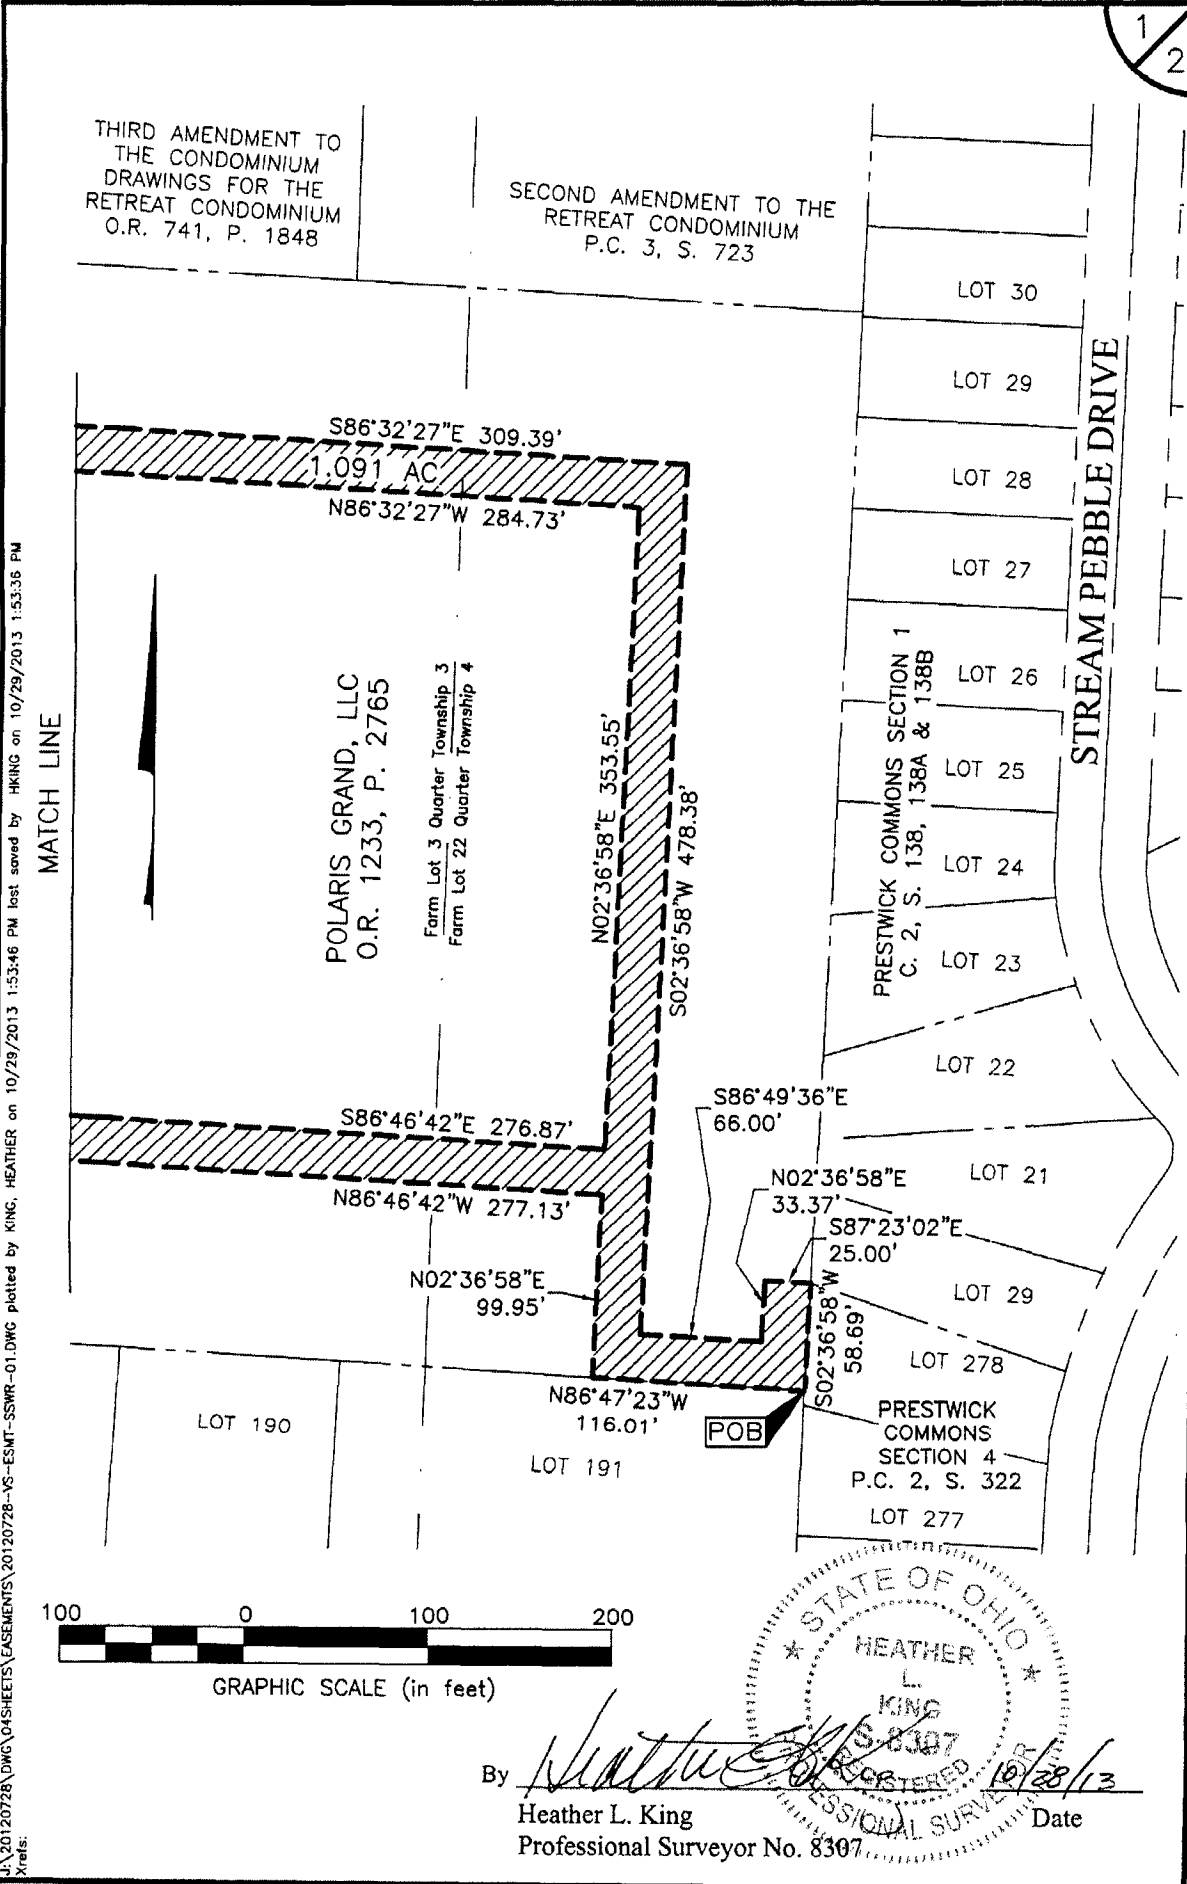 1
2
THIRD AMENDMENT TO
THE CONDOMINIUM
DRAWINGS FOR THE
RETREAT CONDOMINIUM
O.R. 741, P. 1848
SECOND AMENDMENT TO THE
RETREAT CONDOMINIUM
P.C. 3, S. 723
LOT 30
LOT 29
LOT 28
LOT 27
LOT 26
LOT 25
LOT 24
LOT 23
LOT 22
LOT 21
LOT 29
LOT 278
STREAM PEBBLE DRIVE
PRESTWICK COMMONS SECTION 1
C. 2, S. 138, 138A & 138B
S86°32'27"E 309.39'
1.091 AC
N86°32'27"W 284.73'
MATCH LINE
POLARIS GRAND, LLC
O.R. 1233, P. 2765
Farm Lot 3 Quarter Township 3
Farm Lot 22 Quarter Township 4
N02°36'58"E 353.55'
S02°36'58"W 478.38'
S86°46'42"E 276.87'
N86°46'42"W 277.13'
S86°49'36"E
66.00'
N02°36'58"E
33.37'
S87°23'02"E
25.00'
S02°36'58"W
58.69'
N02°36'58"E
99.95'
N86°47'23"W
116.01'
POB
LOT 190
LOT 191
PRESTWICK
COMMONS
SECTION 4
P.C. 2, S. 322
LOT 277
100 0 100 200
GRAPHIC SCALE (in feet)
STATE OF OHIO
HEATHER
L.
KING
S-8307
REGISTERED
PROFESSIONAL SURVEYOR
By
10/28/13
Heather L. King
Date
Professional Surveyor No. 8307
J:\20120728\DWG\04SHEETS\EASEMENTS\20120728-VS-ESMT-SSWR-01.DWG plotted by KING, HEATHER on 10/29/2013 1:53:46 PM last saved by HKING on 10/29/2013 1:53:36 PM
Xrefs: